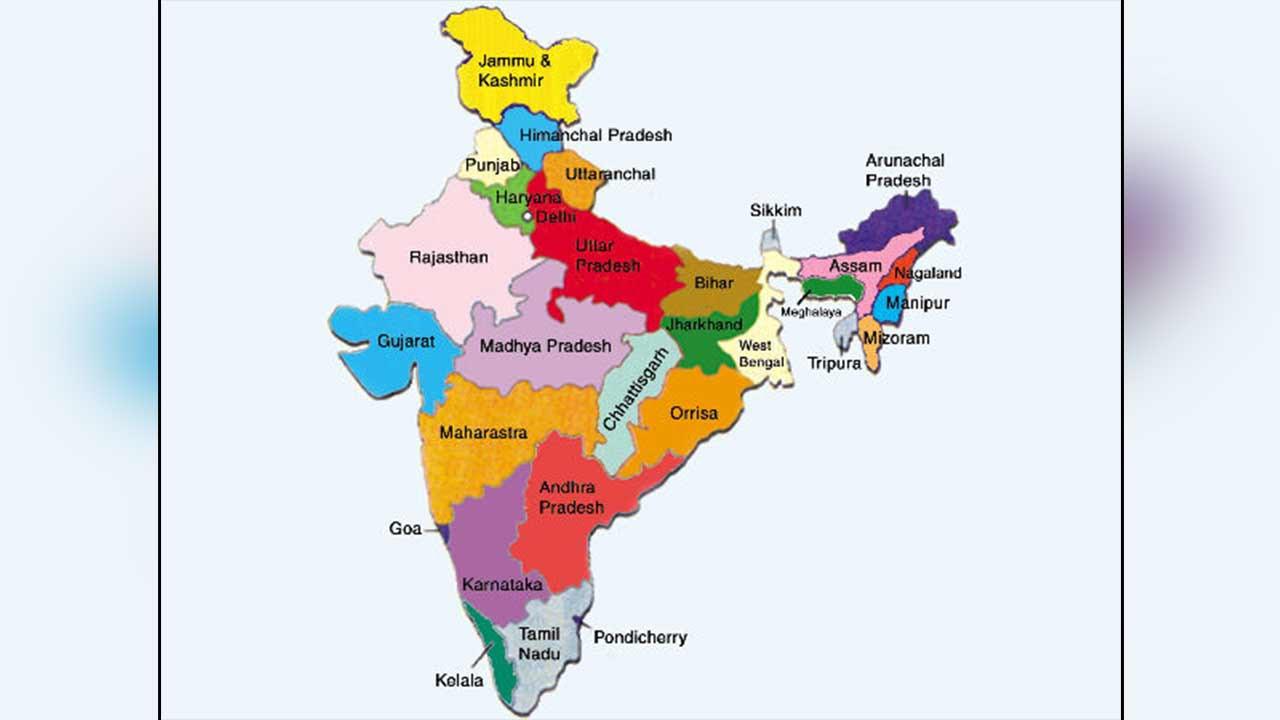 Jammu &
Kashmir
Himanchal Pradesh
Punjab
Uttaranchal
Haryana
Delhi
Arunachal
Pradesh
Sikkim
Rajasthan
Uttar
Pradesh
Bihar
Assam
Nagaland
Manipur
Meghalaya
Jharkhand
Gujarat
Madhya Pradesh
West
Bengal
Mizoram
Tripura
Chhattisgarh
Orrisa
Maharastra
Andhra
Pradesh
Goa
Karnataka
Tamil
Nadu
Pondicherry
Kelala